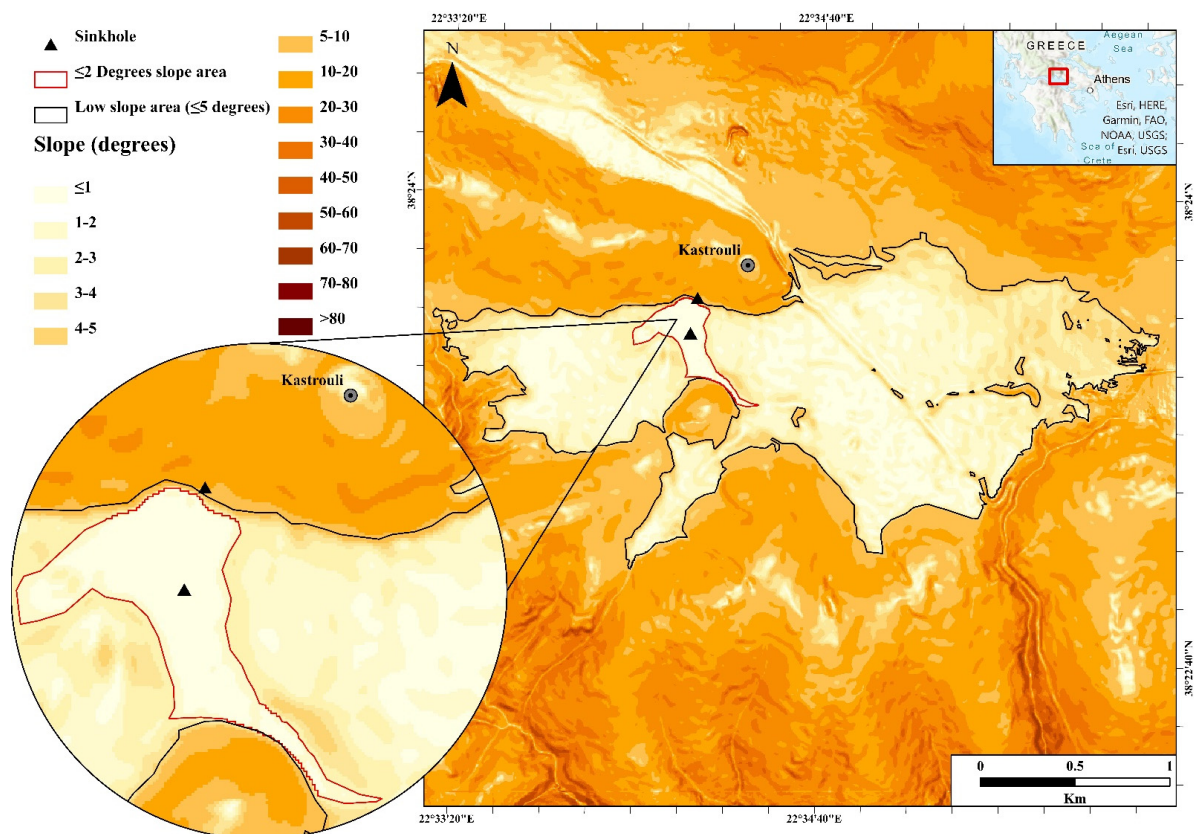 Sinkhole
≤2 Degrees slope area
Low slope area (≤5 degrees)
Slope (degrees)
≤1
1-2
2-3
3-4
4-5
5-10
10-20
20-30
30-40
40-50
50-60
60-70
70-80
>80
22°33'20"E
22°34'40"E
N
38°24'
38°24'
Kastrouli
GREECE
Aegean
Sea
Athens
Esri, HERE,
Garmin, FAO,
NOAA, USGS;
Esri, USGS
Sea of
Crete
Kastrouli
38°22'40"N
0
0.5
1
Km
22°33'20"E
22°34'40"E